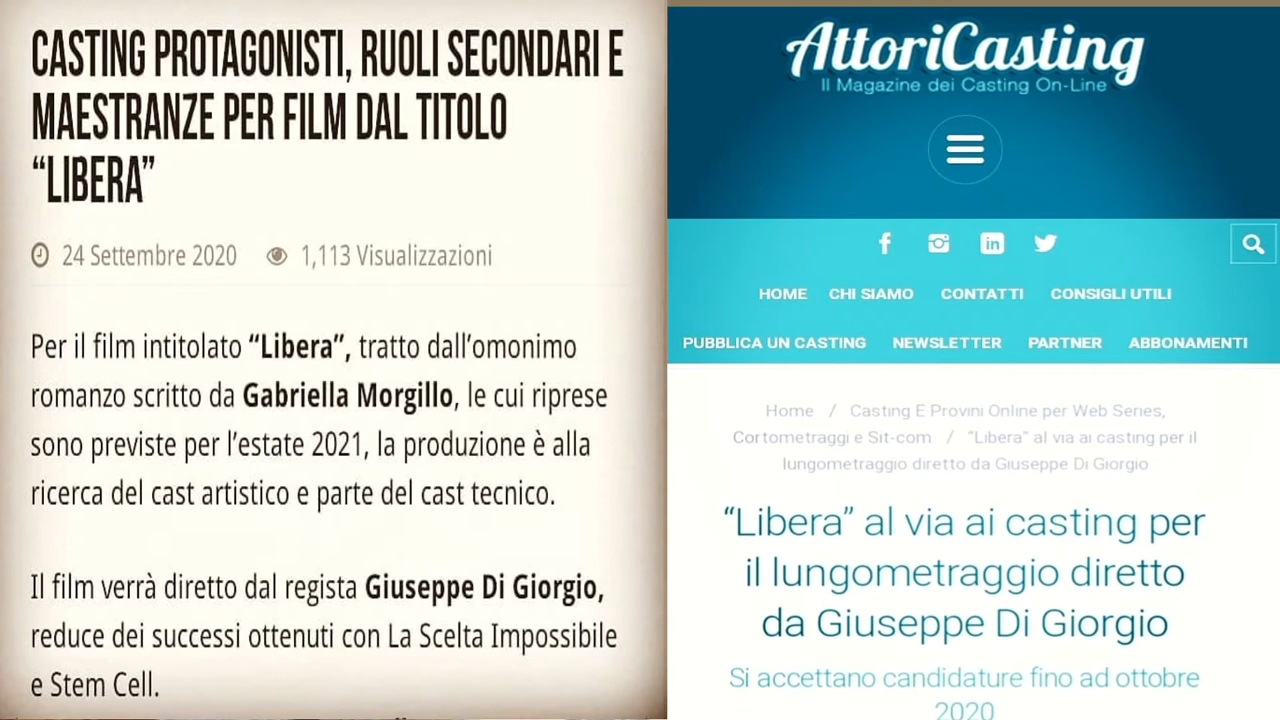 CASTING PROTAGONISTI, RUOLI SECONDARI E
MAESTRANZE PER FILM DAL TITOLO
“LIBERA”
24 Settembre 2020 1,113 Visualizzazioni
Per il film intitolato “Libera”, tratto dall’omonimo
romanzo scritto da Gabriella Morgillo, le cui riprese
sono previste per l’estate 2021, la produzione è alla
ricerca del cast artistico e parte del cast tecnico.
Il film verrà diretto dal regista Giuseppe Di Giorgio,
reduce dei successi ottenuti con La Scelta Impossibile
e Stem Cell.
AttoriCasting
Il Magazine dei Casting On-Line
HOME CHI SIAMO CONTATTI CONSIGLI UTILI
PUBBLICA UN CASTING NEWSLETTER PARTNER ABBONAMENTI
Home / Casting E Provini Online per Web Series,
Cortometraggi e Sit-com / “Libera” al via ai casting per il
lungometraggio diretto da Giuseppe Di Giorgio
“Libera” al via ai casting per
il lungometraggio diretto
da Giuseppe Di Giorgio
Si accettano candidature fino ad ottobre
2020